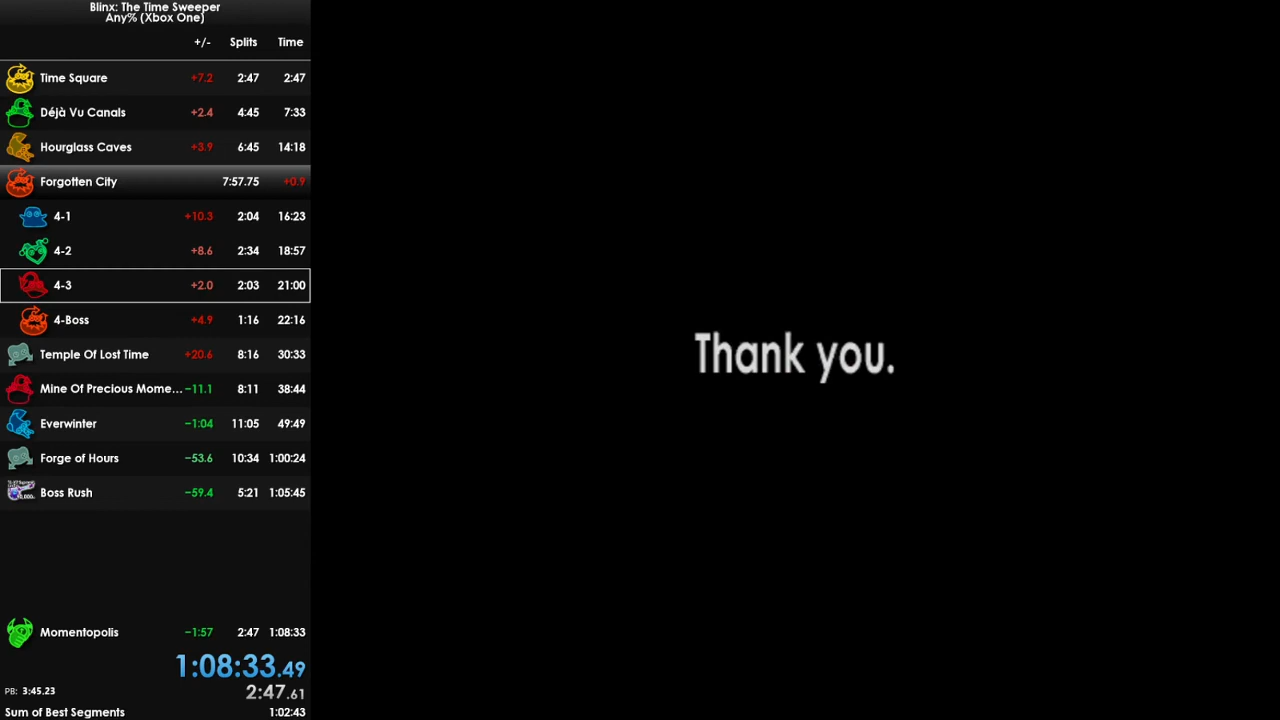 Blinx: The Time Sweeper
Any% (Xbox One)
+/- Splits Time
Time Square +7.2 2:47 2:47
Déjà Vu Canals +2.4 4:45 7:33
Hourglass Caves +3.9 6:45 14:18
Forgotten City 7:57.75 +0.9
4-1 +10.3 2:04 16:23
4-2 +8.6 2:34 18:57
4-3 +2.0 2:03 21:00
4-Boss +4.9 1:16 22:16
Temple Of Lost Time +20.6 8:16 30:33
Mine Of Precious Mome... −11.1 8:11 38:44
Everwinter −1:04 11:05 49:49
Forge of Hours −53.6 10:34 1:00:24
Boss Rush −59.4 5:21 1:05:45
Momentopolis −1:57 2:47 1:08:33
1:08:33.49
PB: 3:45.23 2:47.61
Sum of Best Segments 1:02:43
Thank you.